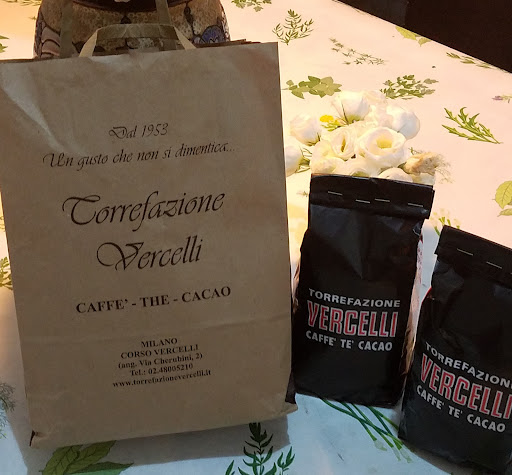 Dal 1953
Un gusto che non si dimentica...
Torrefazione
Vercelli
CAFFE' - THE - CACAO
MILANO
CORSO VERCELLI
(ang. Via Cherubini, 2)
Tel.: 02.48005210
www.torrefazionevercelli.it
TORREFAZIONE
VERCELLI
CAFFE' TE' CACAO
TORREFAZIONE
VERCELLI
CAFFE' TE' CACAO